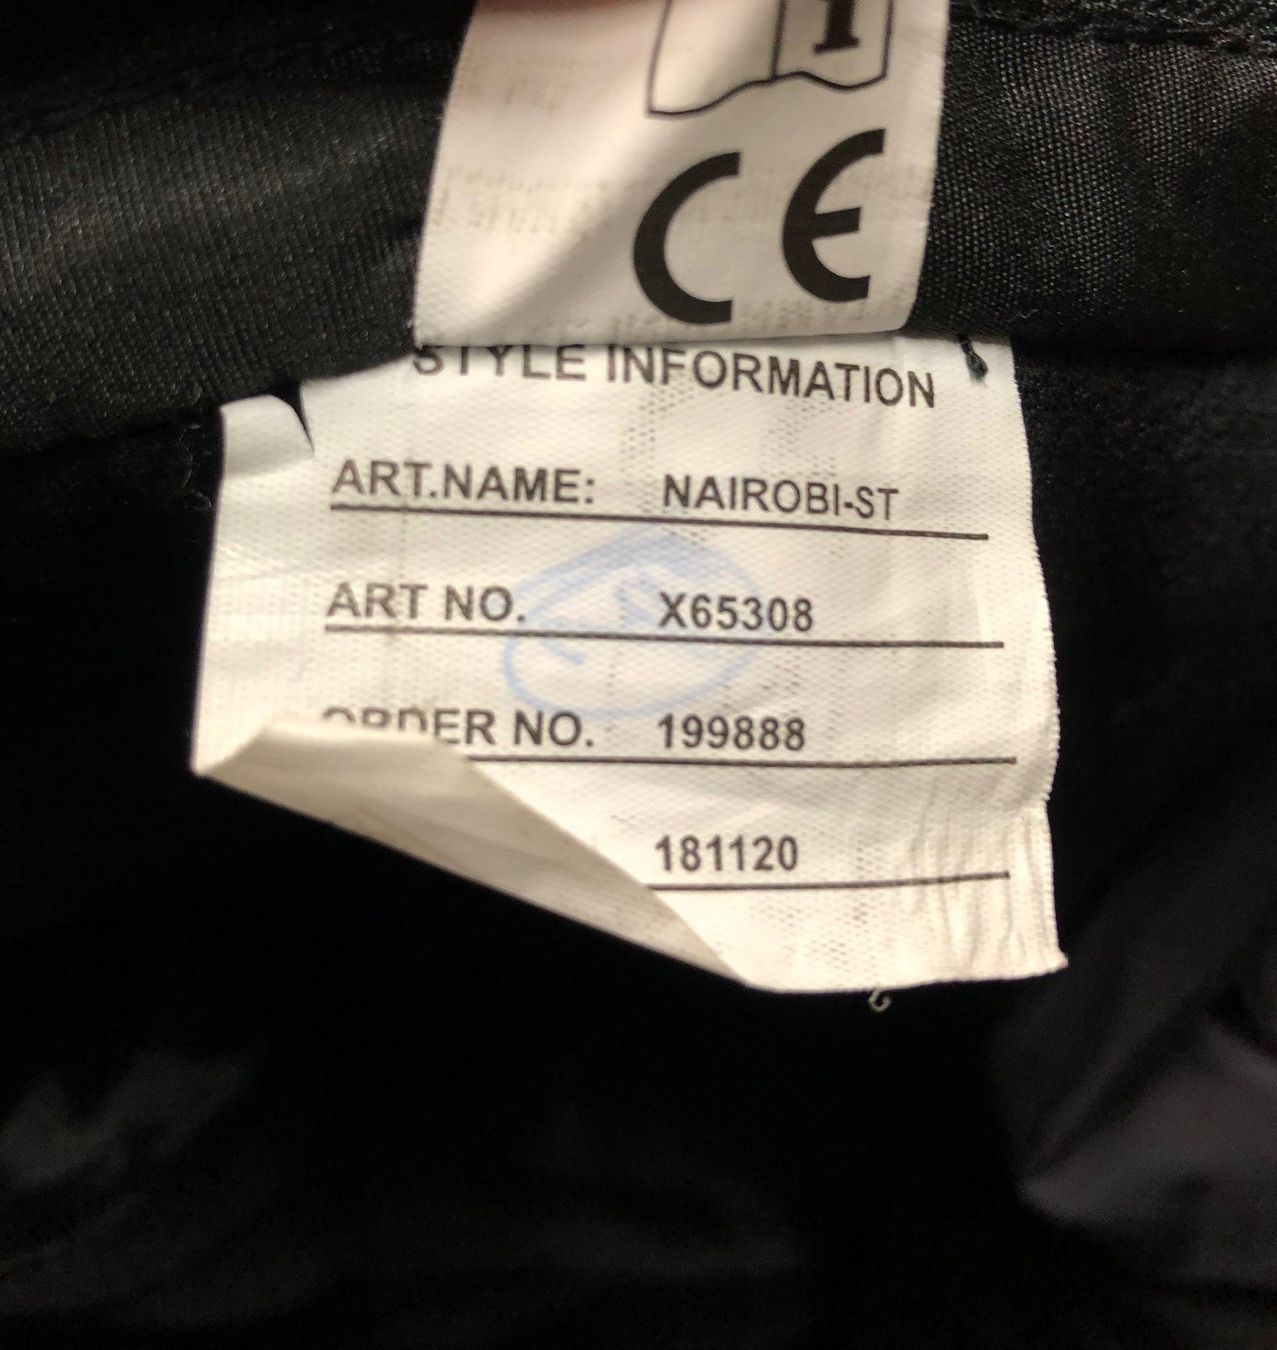 i
CE
STYLE INFORMATION
ART.NAME: NAIROBI-ST
ART NO. X65308
ORDER NO. 199888
181120